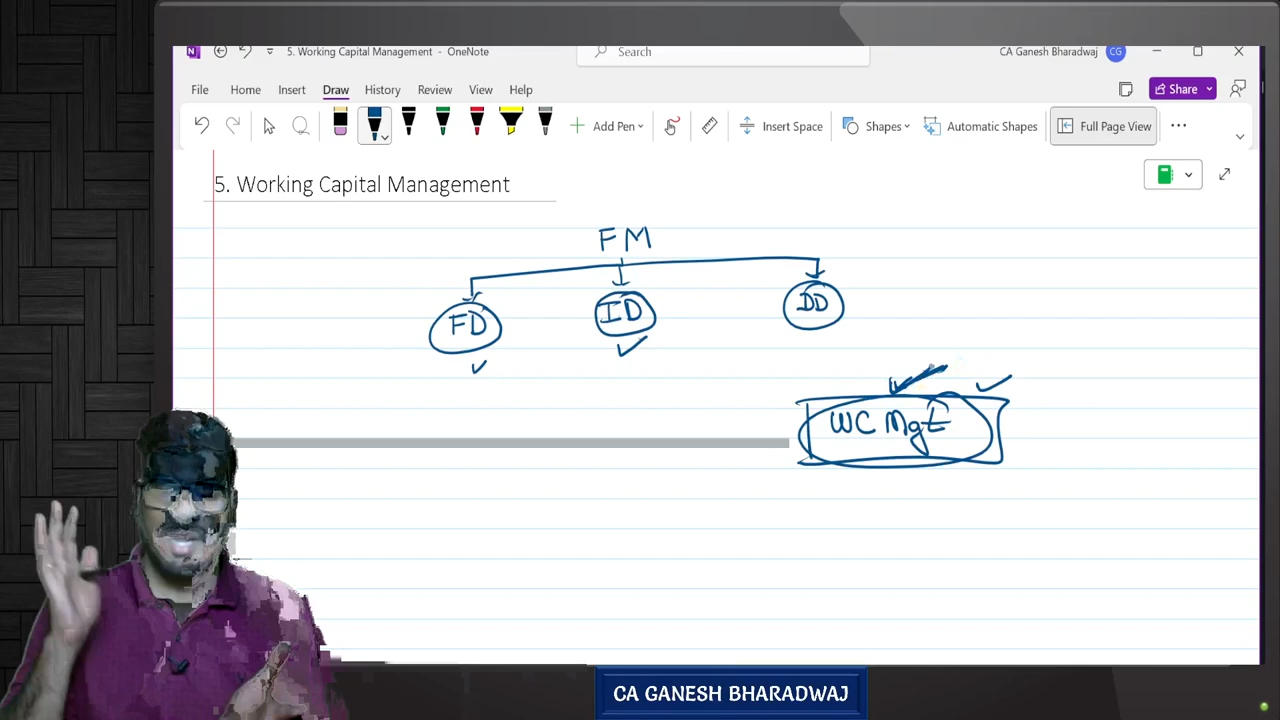 5. Working Capital Management - OneNote
Search
CA Ganesh Bharadwaj CG
File Home Insert Draw History Review View Help
Share
Add Pen
Insert Space
Shapes
Automatic Shapes
Full Page View
5. Working Capital Management
FM
FD ID DD
WC Mgt
CA GANESH BHARADWAJ